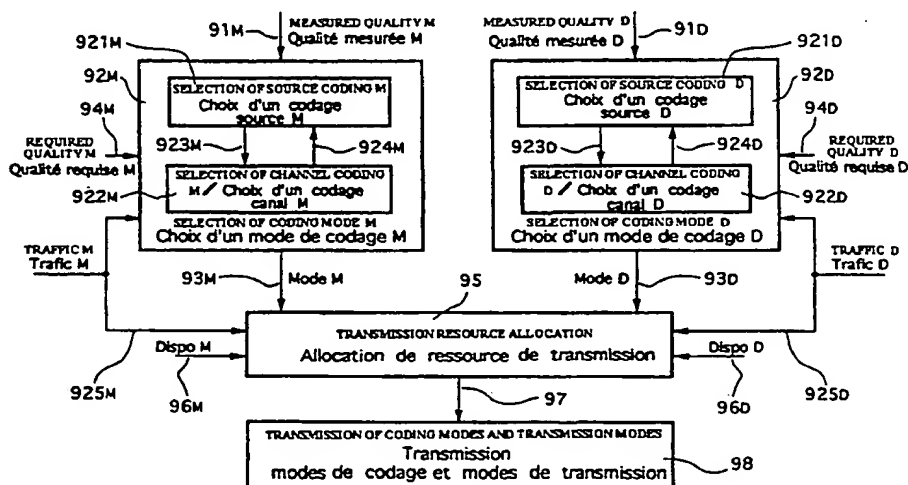 MEASURED QUALITY M
Qualité mesurée M
91M
921M
92M
SELECTION OF SOURCE CODING M
Choix d'un codage
source M
94M
923M
924M
REQUIRED
QUALITY M
Qualité requise M
SELECTION OF CHANNEL CODING
M / Choix d'un codage
canal M
922M
SELECTION OF CODING MODE M
Choix d'un mode de codage M
TRAFFIC M
Trafic M
93M
Mode M
MEASURED QUALITY D
Qualité mesurée D
91D
921D
92D
SELECTION OF SOURCE CODING D
Choix d'un codage
source D
94D
923D
924D
REQUIRED
QUALITY D
Qualité requise D
SELECTION OF CHANNEL CODING
D / Choix d'un codage
canal D
922D
SELECTION OF CODING MODE D
Choix d'un mode de codage D
TRAFFIC D
Trafic D
Mode D
93D
95
TRANSMISSION RESOURCE ALLOCATION
Allocation de ressource de transmission
Dispo M
925M
96M
Dispo D
96D
925D
97
TRANSMISSION OF CODING MODES AND TRANSMISSION MODES
Transmission
modes de codage et modes de transmission
98